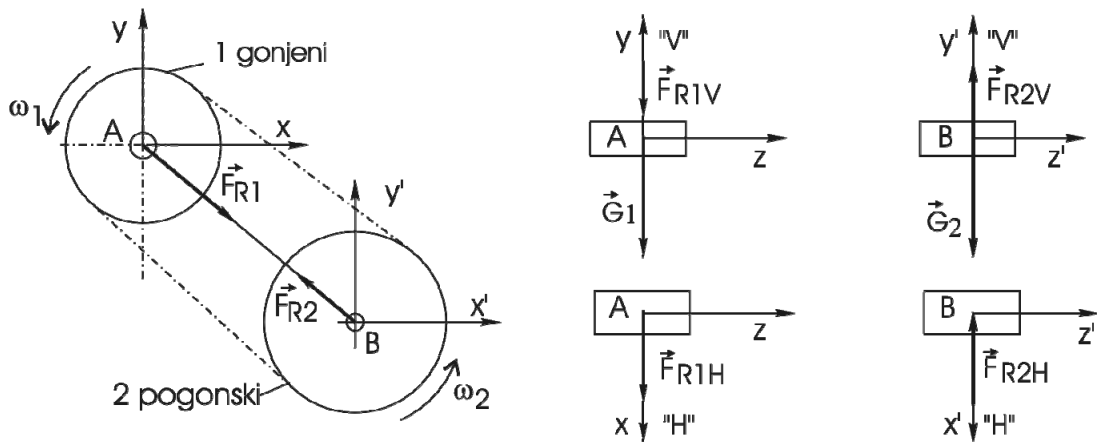 y
1 gonjeni
ω1
A
x
F⃗R1
y'
F⃗R2
x'
B
2 pogonski
ω2
y "V"
F⃗R1V
A
z
G⃗1
y' "V"
F⃗R2V
B
z'
G⃗2
A
z
F⃗R1H
x "H"
B
z'
F⃗R2H
x' "H"